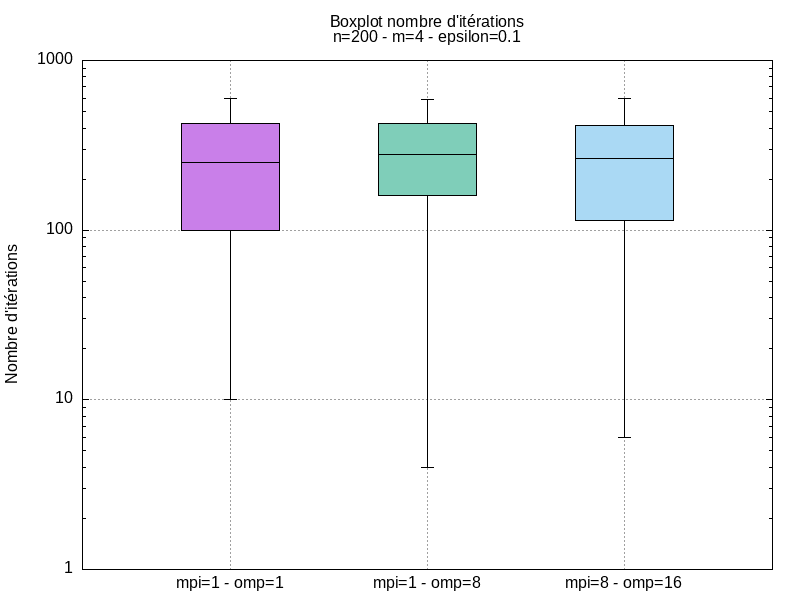 Boxplot nombre d'itérations
n=200 - m=4 - epsilon=0.1
1000
100
10
1
Nombre d'itérations
mpi=1 - omp=1
mpi=1 - omp=8
mpi=8 - omp=16